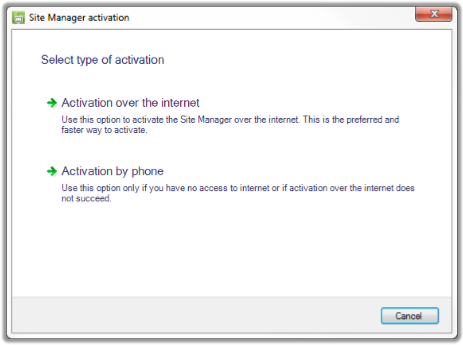 Site Manager activation
Select type of activation
Activation over the internet
Use this option to activate the Site Manager over the internet. This is the preferred and
faster way to activate.
Activation by phone
Use this option only if you have no access to internet or if activation over the internet does
not succeed.
Cancel